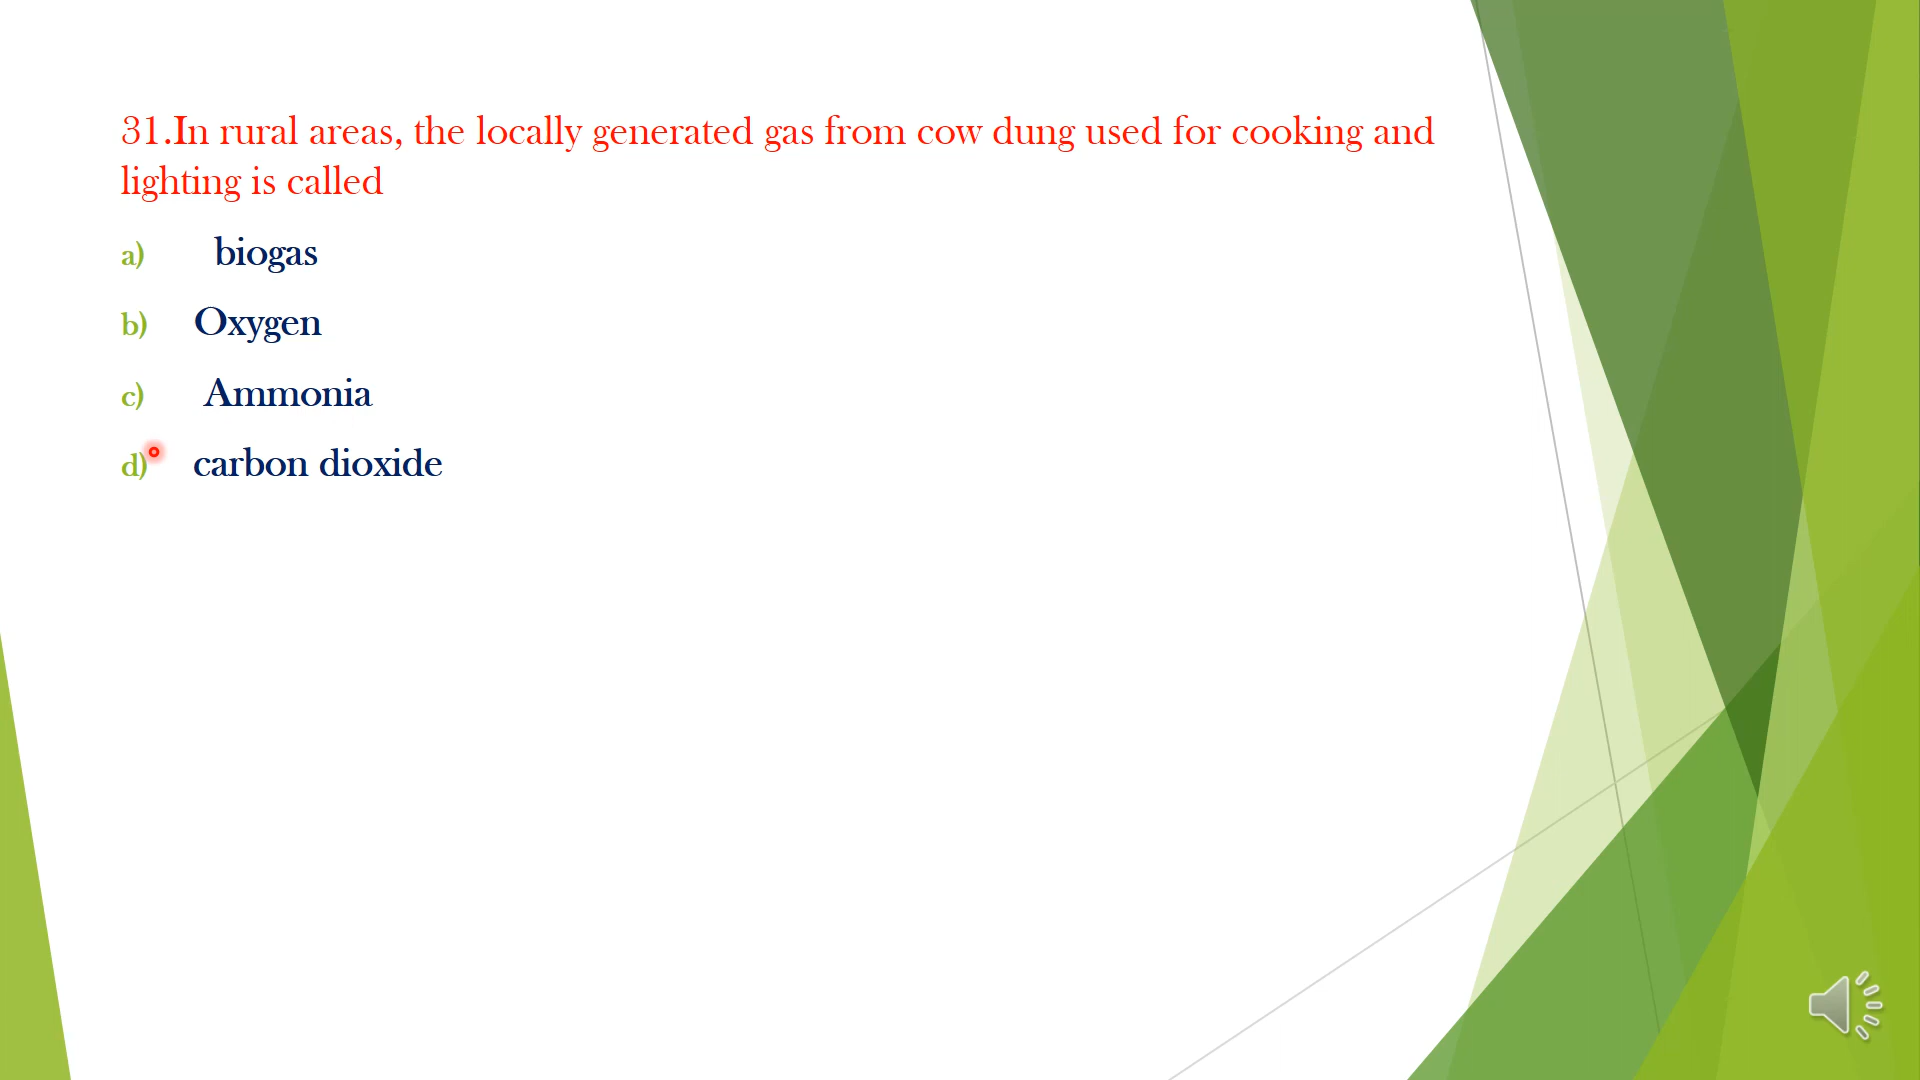 31.In rural areas, the locally generated gas from cow dung used for cooking and
lighting is called
a) biogas
b) Oxygen
c) Ammonia
d) carbon dioxide